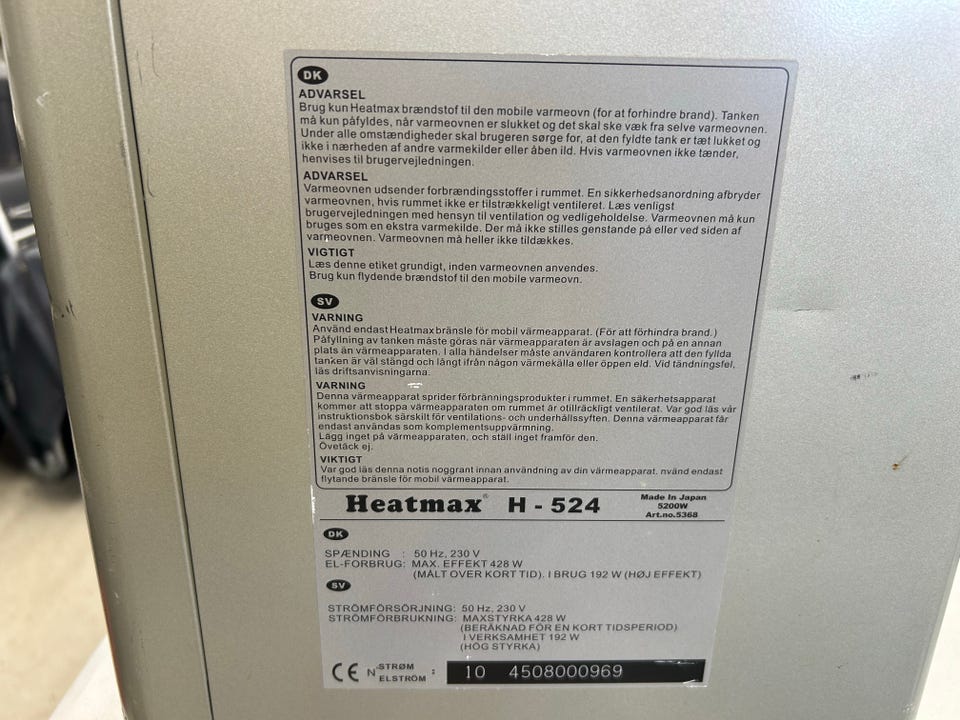 DK
ADVARSEL
Brug kun Heatmax brændstof til den mobile varmeovn (for at forhindre brand). Tanken
må kun påfyldes, når varmeovnen er slukket og det skal ske væk fra selve varmeovnen.
Under alle omstændigheder skal brugeren sørge for, at den fyldte tank er tæt lukket og
ikke i nærheden af andre varmekilder eller åben ild. Hvis varmeovnen ikke tænder,
henvises til brugervejledningen.
ADVARSEL
Varmeovnen udsender forbrændingsstoffer i rummet. En sikkerhedsanordning afbryder
varmeovnen, hvis rummet ikke er tilstrækkeligt ventileret. Læs venligst
brugervejledningen med hensyn til ventilation og vedligeholdelse. Varmeovnen må kun
bruges som en ekstra varmekilde. Der må ikke stilles genstande på eller ved siden af
varmeovnen. Varmeovnen må heller ikke tildækkes.
VIGTIGT
Læs denne etiket grundigt, inden varmeovnen anvendes.
Brug kun flydende brændstof til den mobile varmeovn.
SV
VARNING
Använd endast Heatmax bränsle för mobil värmeapparat. (För att förhindra brand.)
Påfyllning av tanken måste göras när värmeapparaten är avslagen och på en annan
plats än värmeapparaten. I alla händelser måste användaren kontrollera att den fyllda
tanken är väl stängd och långt ifrån någon värmekälla eller öppen eld. Vid tändningsfel,
läs driftsanvisningarna.
VARNING
Denna värmeapparat sprider förbränningsprodukter i rummet. En säkerhetsapparat
kommer att stoppa värmeapparaten om rummet är otillräckligt ventilerat. Var god läs vår
instruktionsbok särskilt för ventilations- och underhållssyften. Denna värmeapparat får
endast användas som komplementsuppvärmning.
Lägg inget på värmeapparaten, och ställ inget framför den.
Övetäck ej.
VIKTIGT
Var god läs denna notis noggrant innan användning av din värmeapparat. nvänd endast
flytande bränsle för mobil värmeapparat.
Heatmax® H - 524
Made In Japan
5200W
Art.no.5368
DK
SPÆNDING : 50 Hz, 230 V
EL-FORBRUG: MAX. EFFEKT 428 W
(MÅLT OVER KORT TID). I BRUG 192 W (HØJ EFFEKT)
SV
STRÖMFÖRSÖRJNING: 50 Hz, 230 V
STRÖMFÖRBRUKNING: MAXSTYRKA 428 W
(BERÄKNAD FÖR EN KORT TIDSPERIOD)
I VERKSAMHET 192 W
(HÖG STYRKA)
CE N STRØM
ELSTRÖM : 10 4508000969